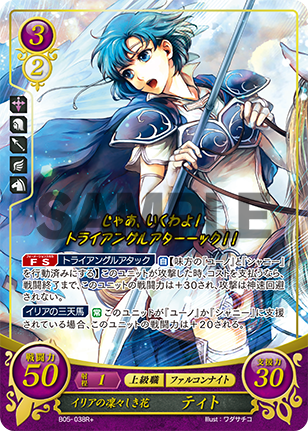 3
2
SAMPLE
じゃあ、いくわよ!
トライアングルアターーック!!
FS トライアングルアタック 自【味方の『ユーノ』と『シャニー』
を行動済みにする】このユニットが攻撃した時、コストを支払うなら、
戦闘終了まで、このユニットの戦闘力は+30され、攻撃は神速回
避されない。
イリアの三天馬 常 このユニットが『ユーノ』か『シャニー』に支援
されている場合、このユニットの戦闘力は+20される。
戦闘力
50
射程 1 上級職 ファルコンナイト
支援力
30
イリアの凛々しき花 ティト
B05-038R+ Illust:ワダサチコ